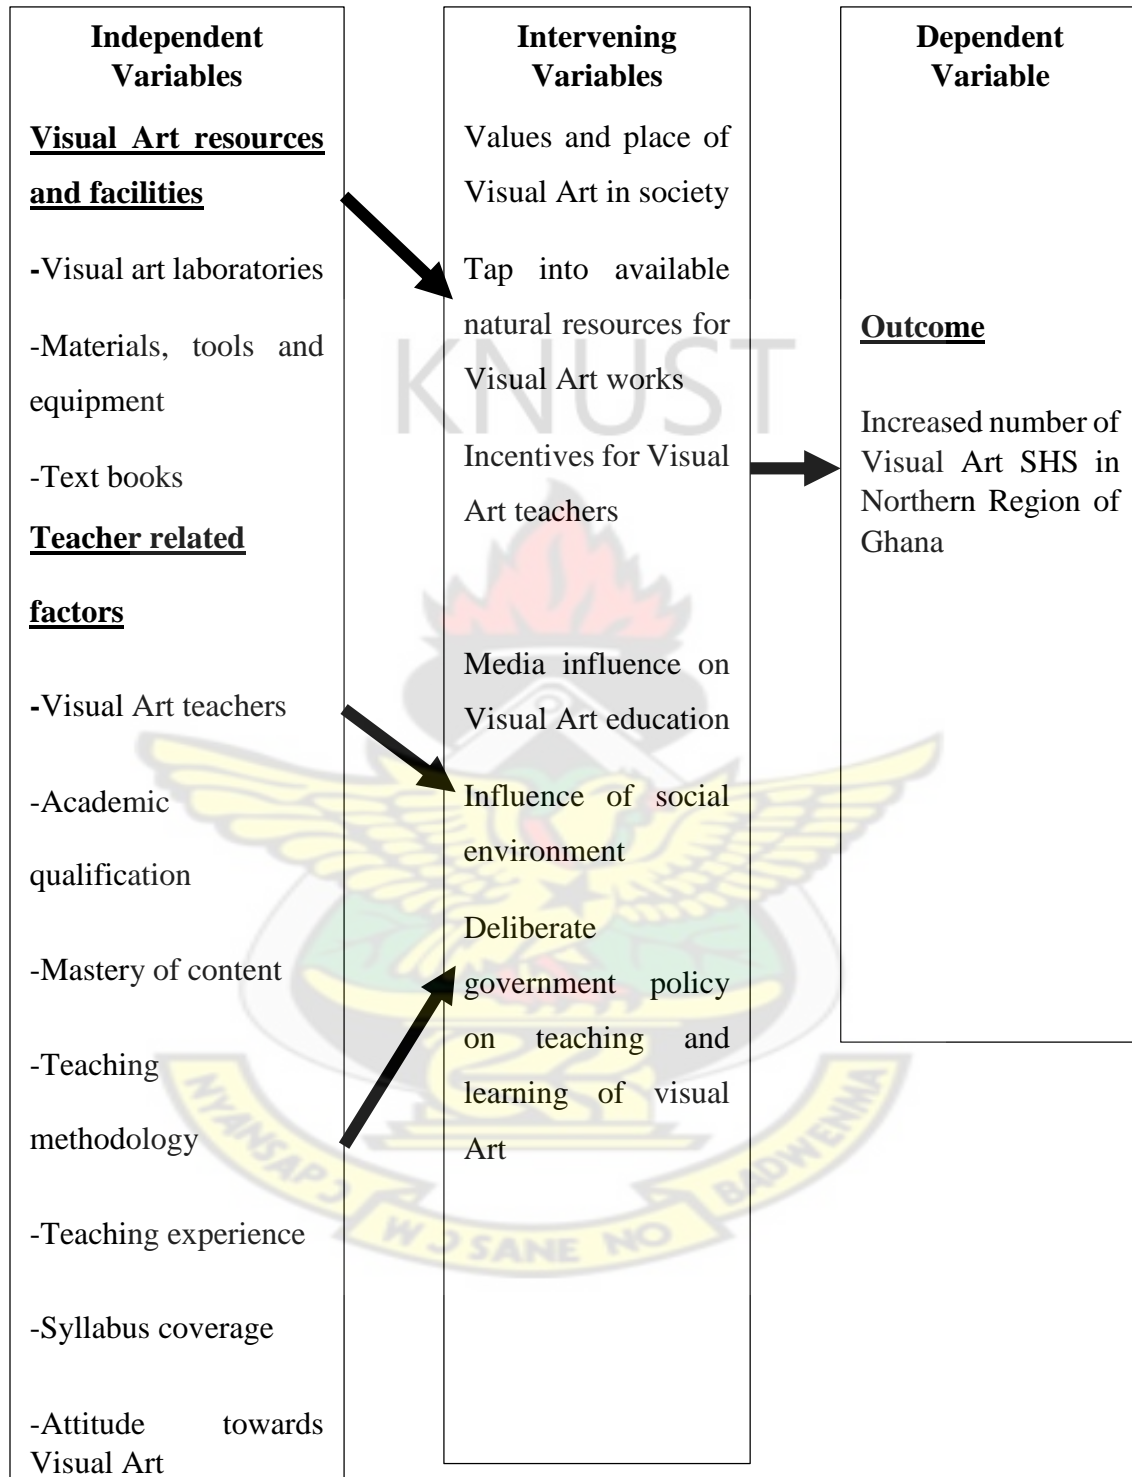 Independent
Variables
Visual Art resources
and facilities
-Visual art laboratories
-Materials, tools and
equipment
-Text books
Teacher related
factors
-Visual Art teachers
-Academic
qualification
-Mastery of content
-Teaching
methodology
-Teaching experience
-Syllabus coverage
-Attitude towards
Visual Art
Intervening
Variables
Values and place of
Visual Art in society
Tap into available
natural resources for
Visual Art works
Incentives for Visual
Art teachers
Media influence on
Visual Art education
Influence of social
environment
Deliberate
government policy
on teaching and
learning of visual
Art
Dependent
Variable
Outcome
Increased number of
Visual Art SHS in
Northern Region of
Ghana
KNUST
NYANSAPƆ WƆSANE NO BADWENMA